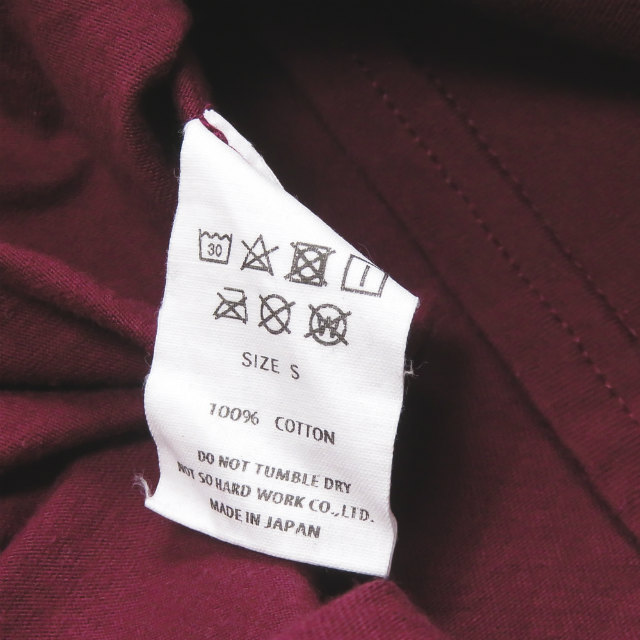 30
W
SIZE S
100% COTTON
DO NOT TUMBLE DRY
NOT SO HARD WORK CO.,LTD.
MADE IN JAPAN